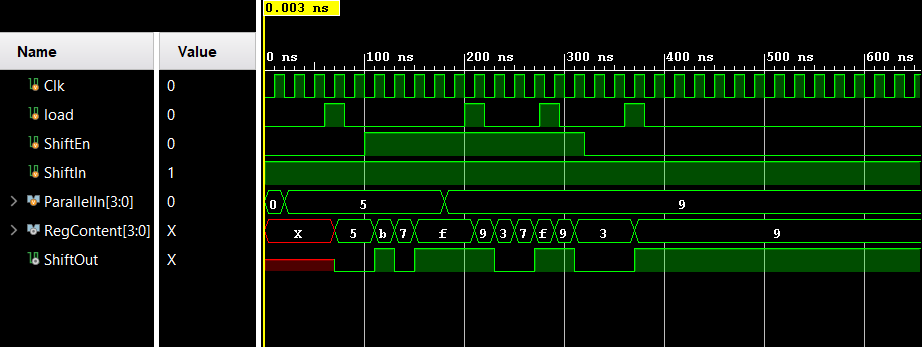 0.003 ns
Name Value
0 ns 100 ns 200 ns 300 ns 400 ns 500 ns 600 ns
Clk 0
load 0
ShiftEn 0
ShiftIn 1
ParallelIn[3:0] 0 0 5 9
RegContent[3:0] X X 5 b 7 f 9 3 7 f 9 3 9
ShiftOut X